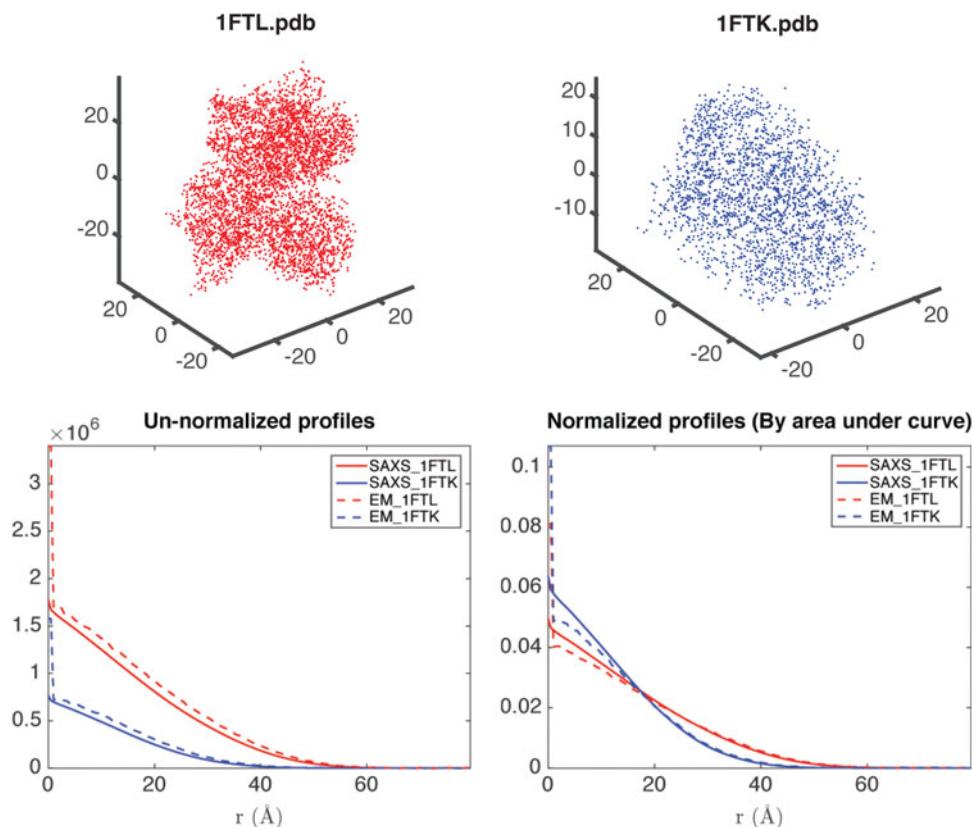 1FTL.pdb
1FTK.pdb
20
0
-20
20
0
-20
-20
0
20
20
10
0
-10
20
0
-20
-20
0
20
Un-normalized profiles
×10⁶
3
2.5
2
1.5
1
0.5
0
0
20
40
60
r (Å)
SAXS_1FTL
SAXS_1FTK
EM_1FTL
EM_1FTK
Normalized profiles (By area under curve)
0.1
0.08
0.06
0.04
0.02
0
0
20
40
60
r (Å)
SAXS_1FTL
SAXS_1FTK
EM_1FTL
EM_1FTK